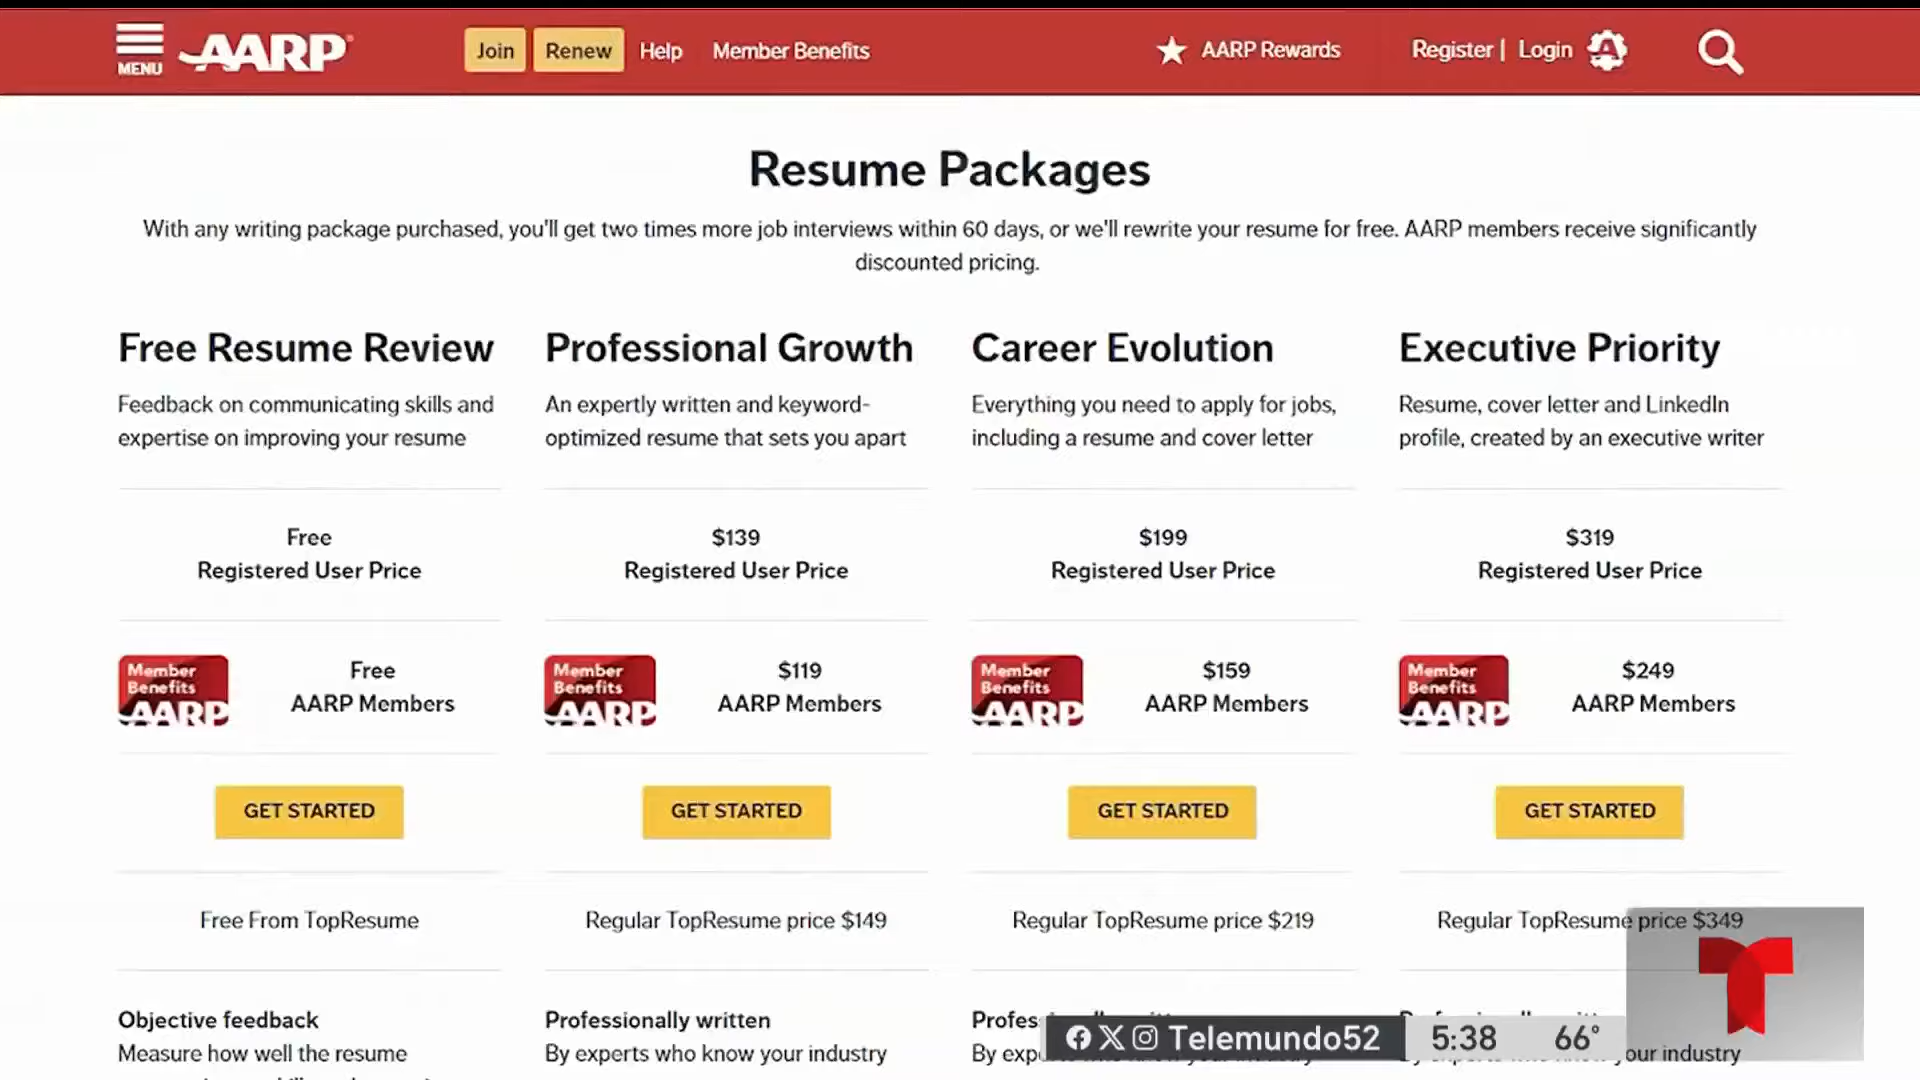 MENU
AARP
Join
Renew
Help
Member Benefits
AARP Rewards
Register |
Login
Resume Packages
With any writing package purchased, you'll get two times more job interviews within 60 days, or we'll rewrite your resume for free. AARP members receive significantly
discounted pricing.
Free Resume Review
Feedback on communicating skills and
expertise on improving your resume
Free
Registered User Price
Member
Benefits
AARP
Free
AARP Members
GET STARTED
Free From TopResume
Objective feedback
Measure how well the resume
Professional Growth
An expertly written and keyword-
optimized resume that sets you apart
$139
Registered User Price
Member
Benefits
AARP
$119
AARP Members
GET STARTED
Regular TopResume price $149
Professionally written
By experts who know your industry
Career Evolution
Everything you need to apply for jobs,
including a resume and cover letter
$199
Registered User Price
Member
Benefits
AARP
$159
AARP Members
GET STARTED
Regular TopResume price $219
By
Executive Priority
Resume, cover letter and LinkedIn
profile, created by an executive writer
$319
Registered User Price
Member
Benefits
AARP
$249
AARP Members
GET STARTED
Regular TopResume price $349
your industry
Telemundo52
5:38
66°